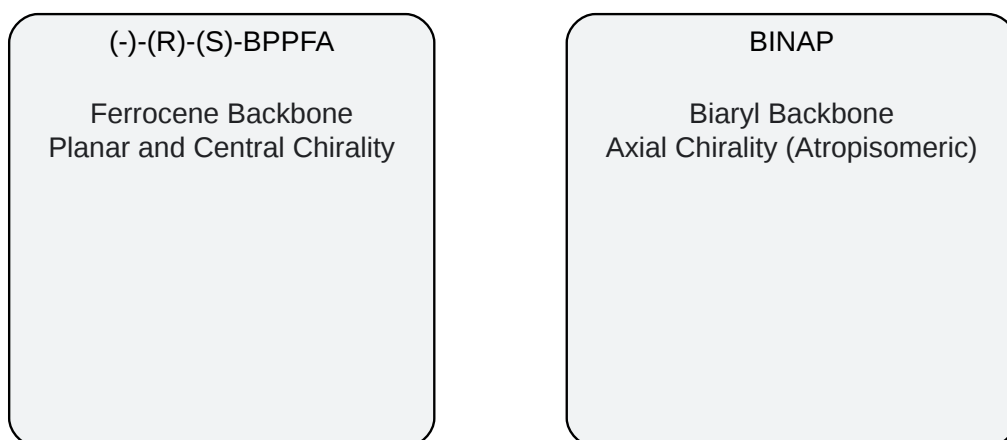 (-)-(R)-(S)-BPPFA
Ferrocene Backbone
Planar and Central Chirality
BINAP
Biaryl Backbone
Axial Chirality (Atropisomeric)